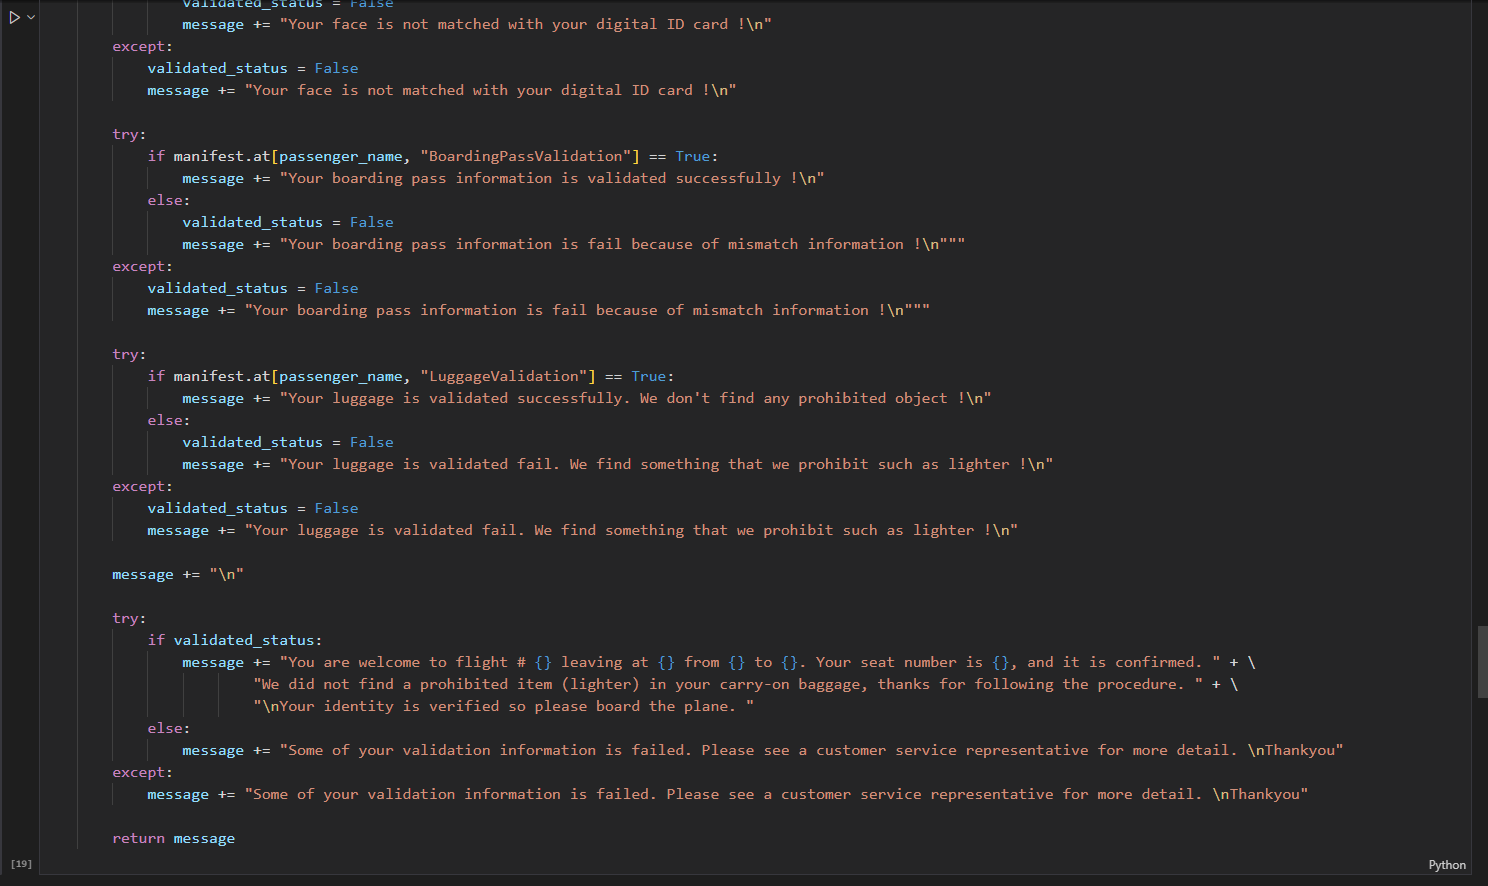 validated_status = False
message += "Your face is not matched with your digital ID card !\n"
except:
validated_status = False
message += "Your face is not matched with your digital ID card !\n"
try:
if manifest.at[passenger_name, "BoardingPassValidation"] == True:
message += "Your boarding pass information is validated successfully !\n"
else:
validated_status = False
message += "Your boarding pass information is fail because of mismatch information !\n"""
except:
validated_status = False
message += "Your boarding pass information is fail because of mismatch information !\n"""
try:
if manifest.at[passenger_name, "LuggageValidation"] == True:
message += "Your luggage is validated successfully. We don't find any prohibited object !\n"
else:
validated_status = False
message += "Your luggage is validated fail. We find something that we prohibit such as lighter !\n"
except:
validated_status = False
message += "Your luggage is validated fail. We find something that we prohibit such as lighter !\n"
message += "\n"
try:
if validated_status:
message += "You are welcome to flight # {} leaving at {} from {} to {}. Your seat number is {}, and it is confirmed. " + \
"We did not find a prohibited item (lighter) in your carry-on baggage, thanks for following the procedure. " + \
"\nYour identity is verified so please board the plane. "
else:
message += "Some of your validation information is failed. Please see a customer service representative for more detail. \nThankyou"
except:
message += "Some of your validation information is failed. Please see a customer service representative for more detail. \nThankyou"
return message
[19]
Python